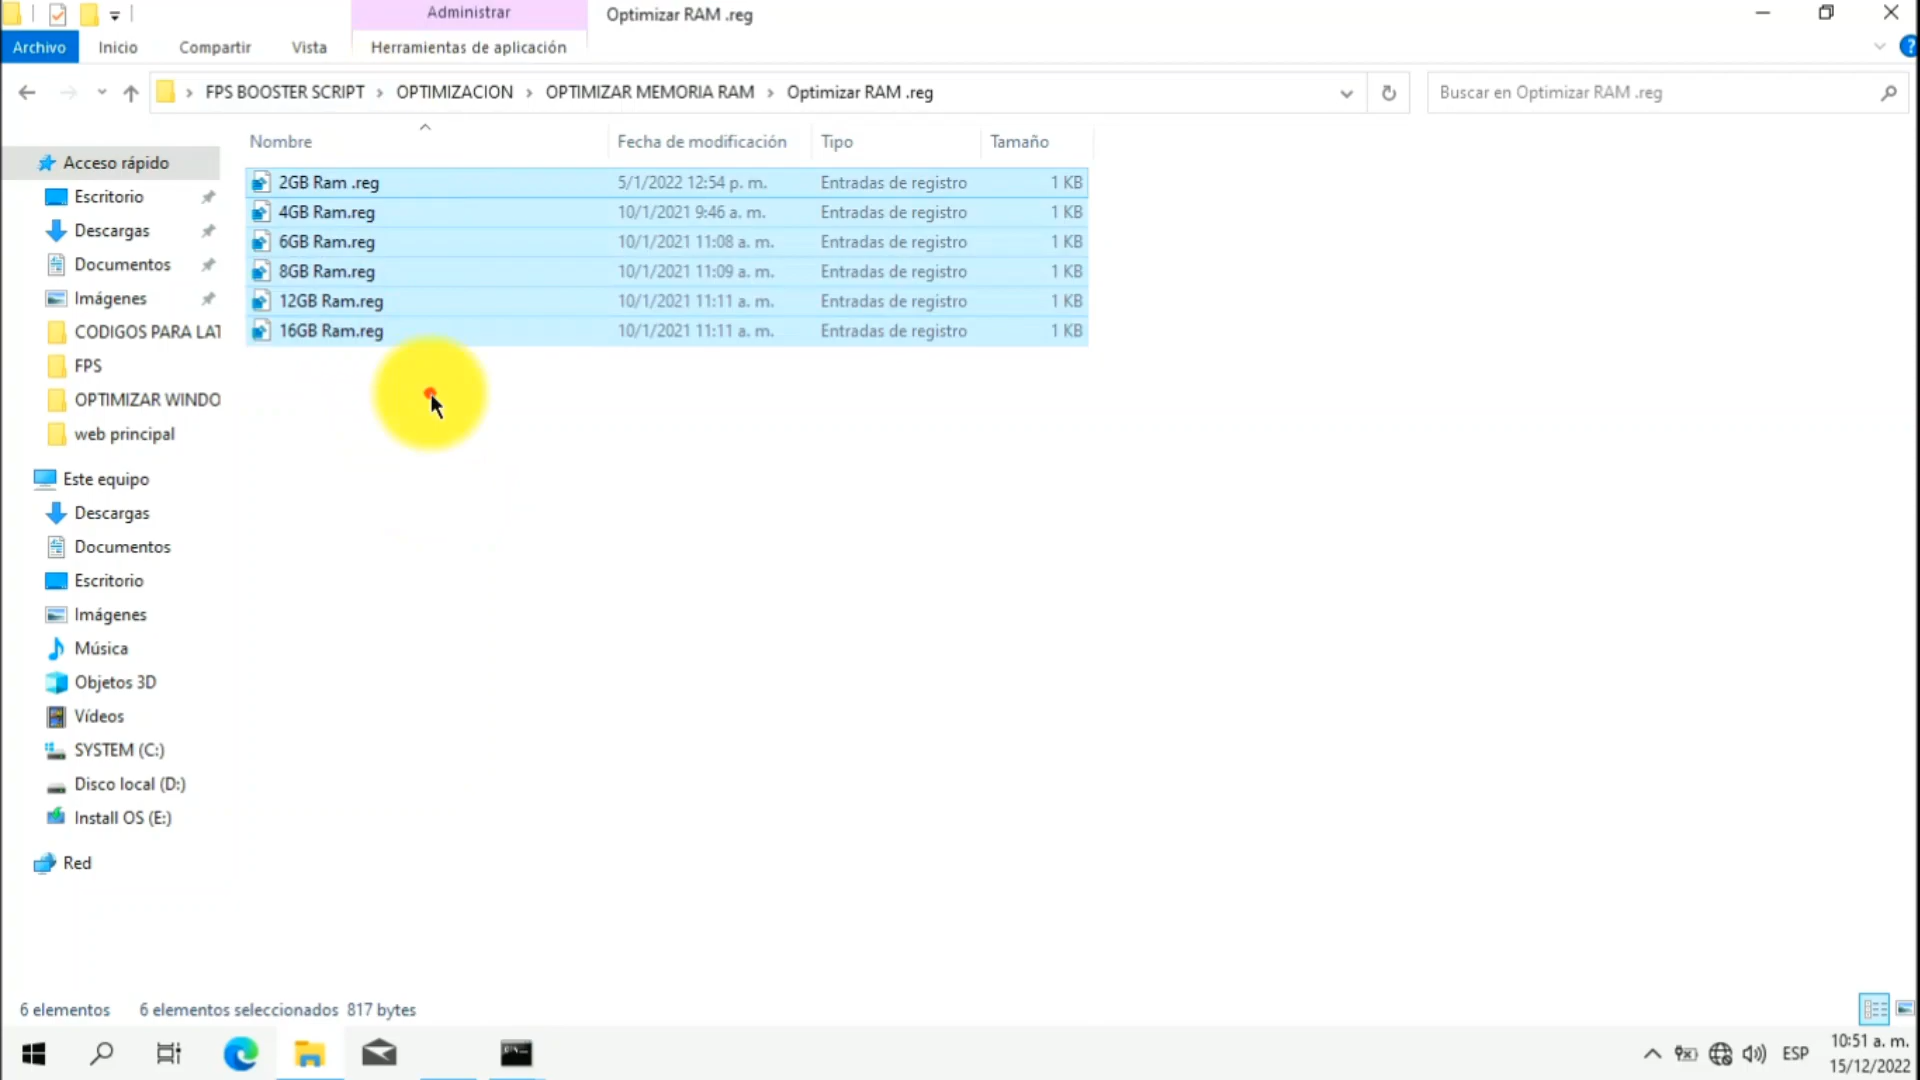 Administrar
Optimizar RAM .reg
Archivo
Inicio
Compartir
Vista
Herramientas de aplicación
?
FPS BOOSTER SCRIPT > OPTIMIZACION > OPTIMIZAR MEMORIA RAM > Optimizar RAM .reg
Buscar en Optimizar RAM .reg
Nombre
Fecha de modificación
Tipo
Tamaño
2GB Ram .reg 5/1/2022 12:54 p. m. Entradas de registro 1 KB
4GB Ram.reg 10/1/2021 9:46 a. m. Entradas de registro 1 KB
6GB Ram.reg 10/1/2021 11:08 a. m. Entradas de registro 1 KB
8GB Ram.reg 10/1/2021 11:09 a. m. Entradas de registro 1 KB
12GB Ram.reg 10/1/2021 11:11 a. m. Entradas de registro 1 KB
16GB Ram.reg 10/1/2021 11:11 a. m. Entradas de registro 1 KB
Acceso rápido
Escritorio
Descargas
Documentos
Imágenes
CODIGOS PARA LAT
FPS
OPTIMIZAR WINDO
web principal
Este equipo
Descargas
Documentos
Escritorio
Imágenes
Música
Objetos 3D
Vídeos
SYSTEM (C:)
Disco local (D:)
Install OS (E:)
Red
6 elementos
6 elementos seleccionados 817 bytes
ESP
10:51 a. m.
15/12/2022